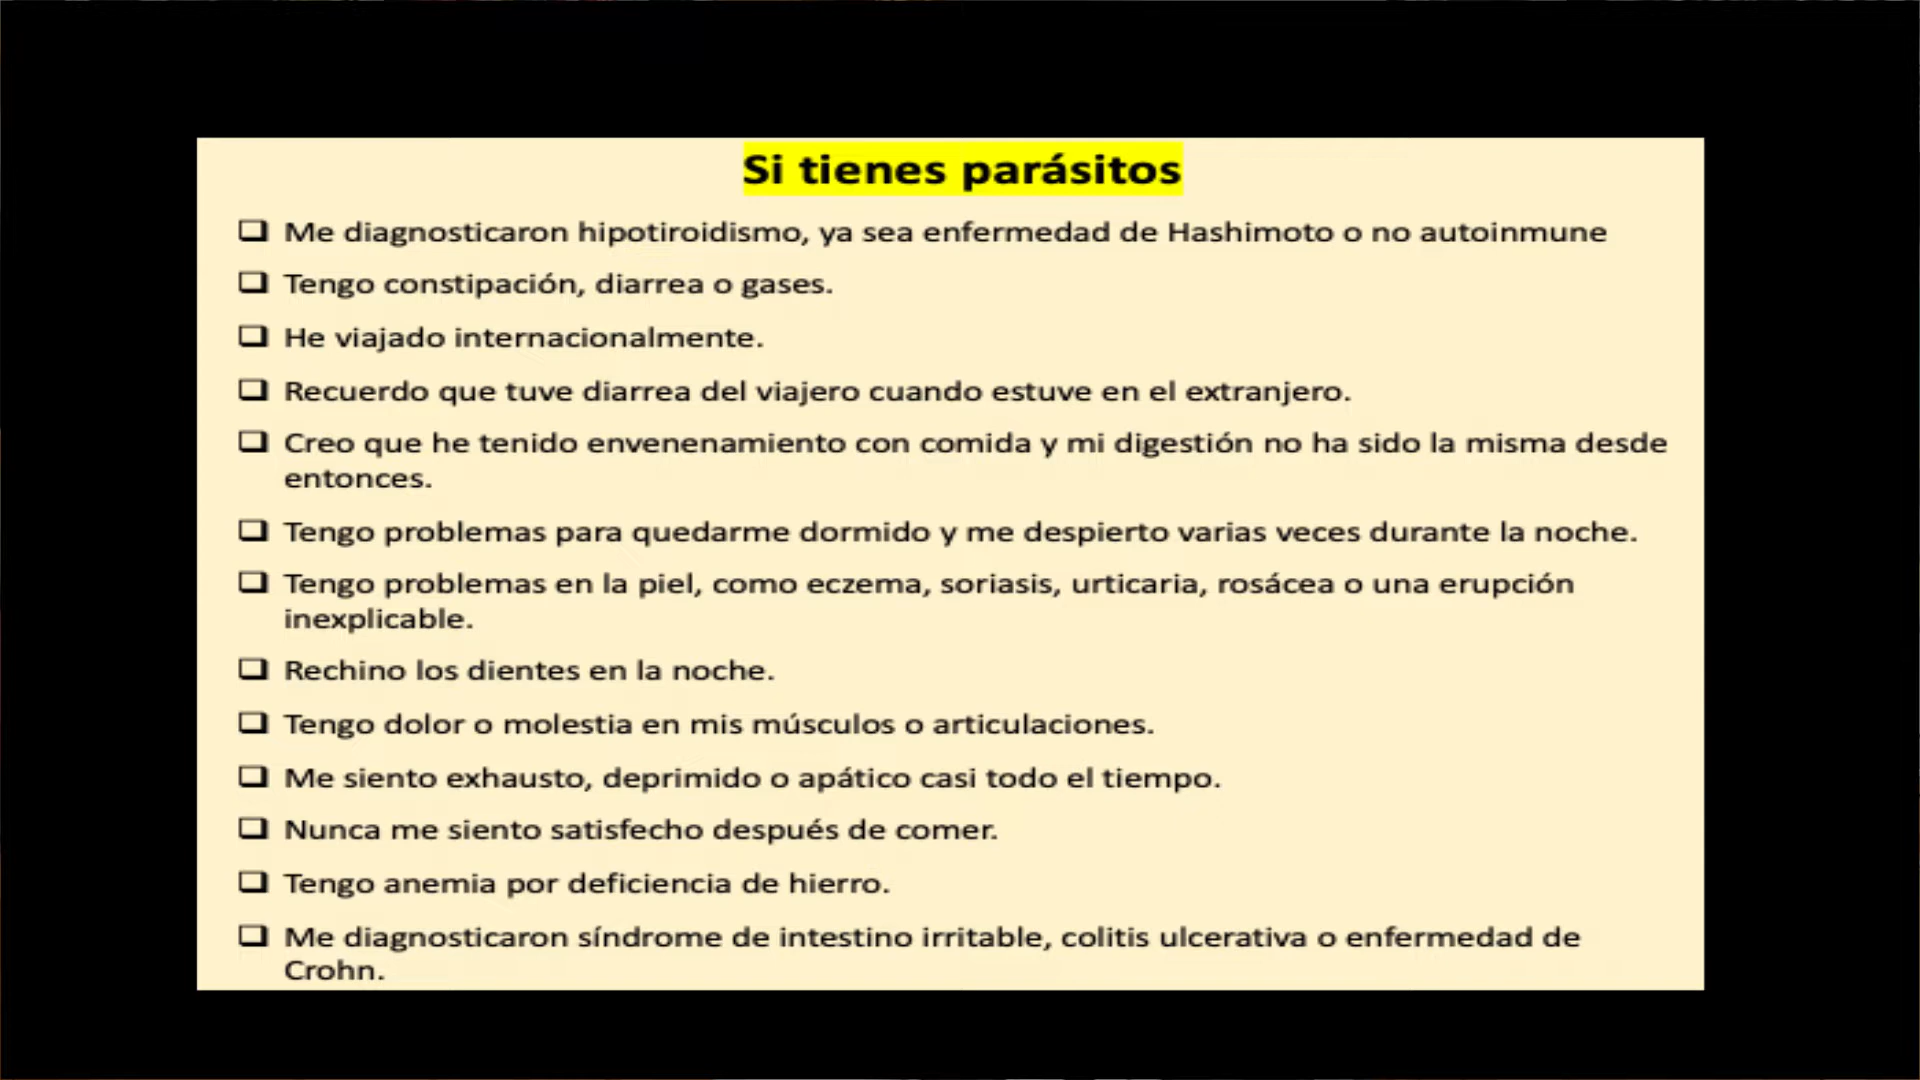 Si tienes parásitos
❑ Me diagnosticaron hipotiroidismo, ya sea enfermedad de Hashimoto o no autoinmune
❑ Tengo constipación, diarrea o gases.
❑ He viajado internacionalmente.
❑ Recuerdo que tuve diarrea del viajero cuando estuve en el extranjero.
❑ Creo que he tenido envenenamiento con comida y mi digestión no ha sido la misma desde
entonces.
❑ Tengo problemas para quedarme dormido y me despierto varias veces durante la noche.
❑ Tengo problemas en la piel, como eczema, soriasis, urticaria, rosácea o una erupción
inexplicable.
❑ Rechino los dientes en la noche.
❑ Tengo dolor o molestia en mis músculos o articulaciones.
❑ Me siento exhausto, deprimido o apático casi todo el tiempo.
❑ Nunca me siento satisfecho después de comer.
❑ Tengo anemia por deficiencia de hierro.
❑ Me diagnosticaron síndrome de intestino irritable, colitis ulcerativa o enfermedad de
Crohn.